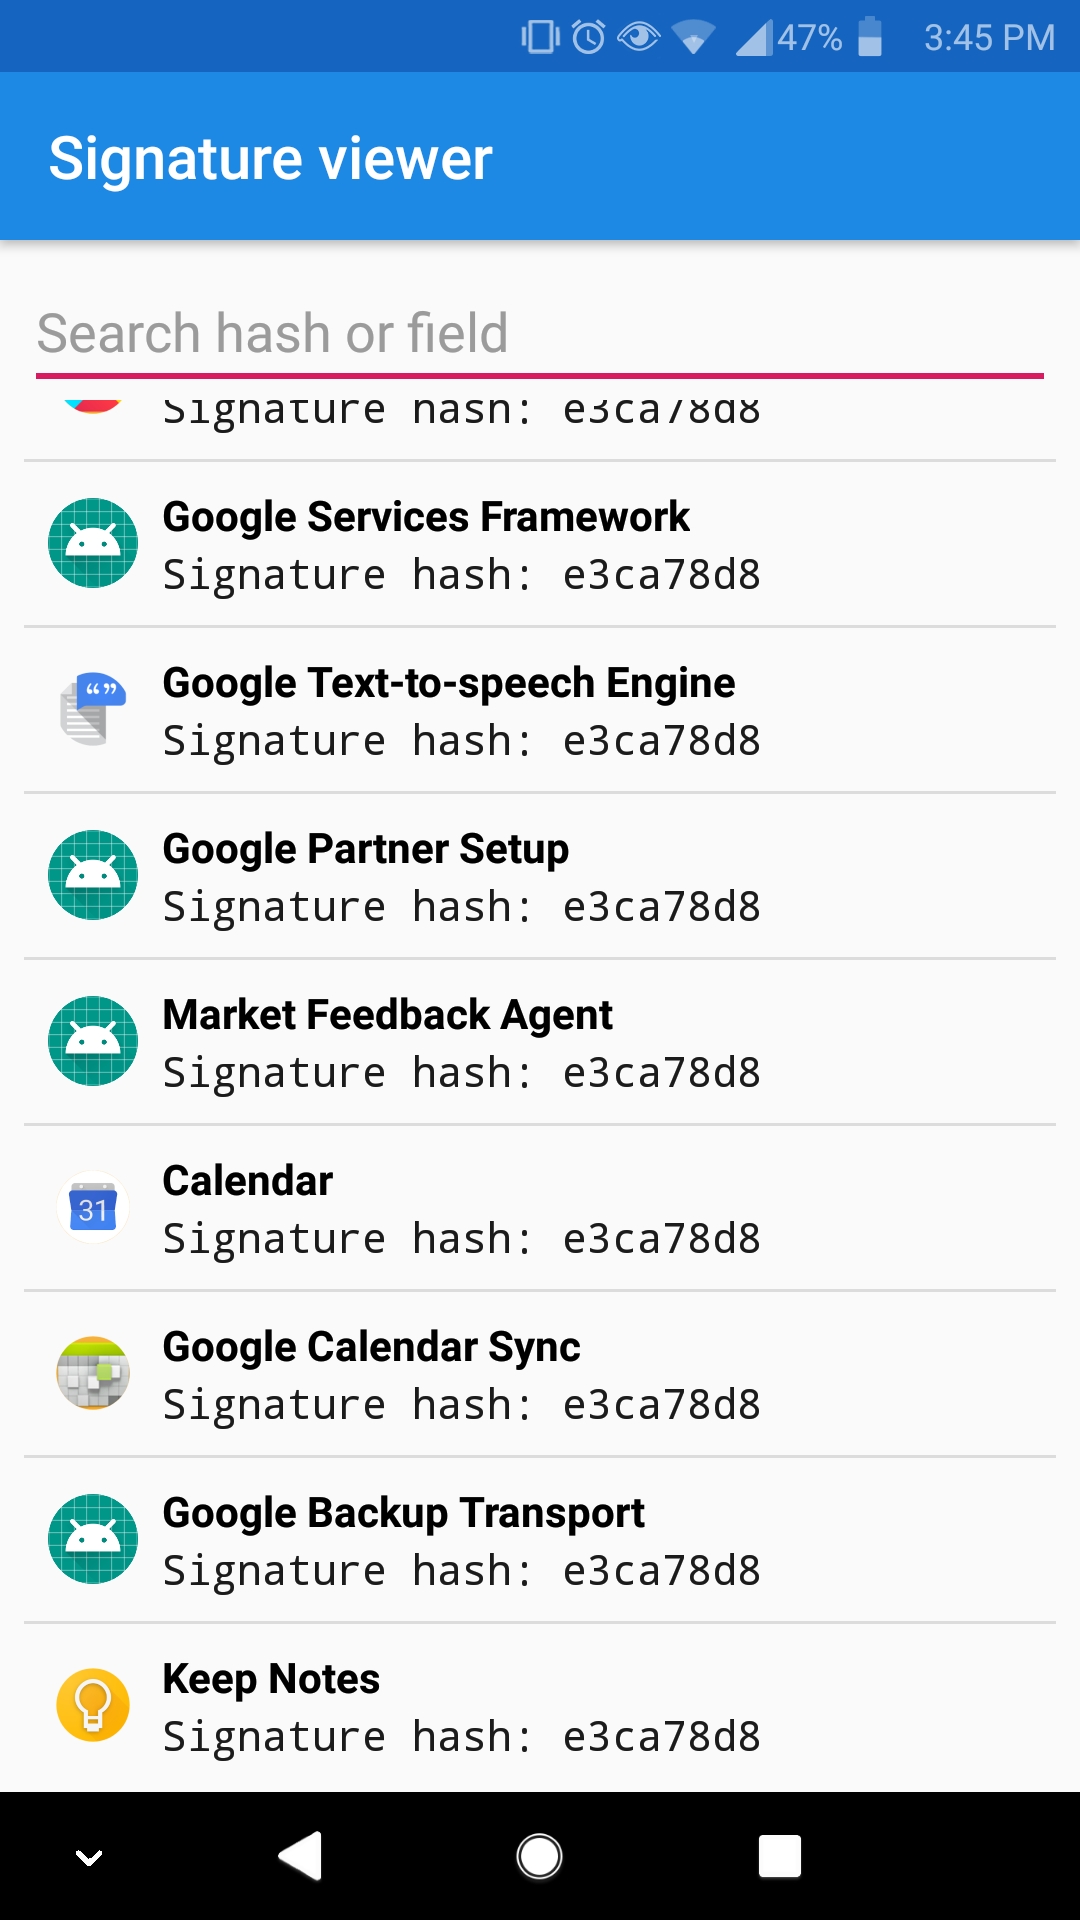 47% 3:45 PM
Signature viewer
Search hash or field
Signature hash: e3ca78d8
Google Services Framework
Signature hash: e3ca78d8
Google Text-to-speech Engine
Signature hash: e3ca78d8
Google Partner Setup
Signature hash: e3ca78d8
Market Feedback Agent
Signature hash: e3ca78d8
31
Calendar
Signature hash: e3ca78d8
Google Calendar Sync
Signature hash: e3ca78d8
Google Backup Transport
Signature hash: e3ca78d8
Keep Notes
Signature hash: e3ca78d8